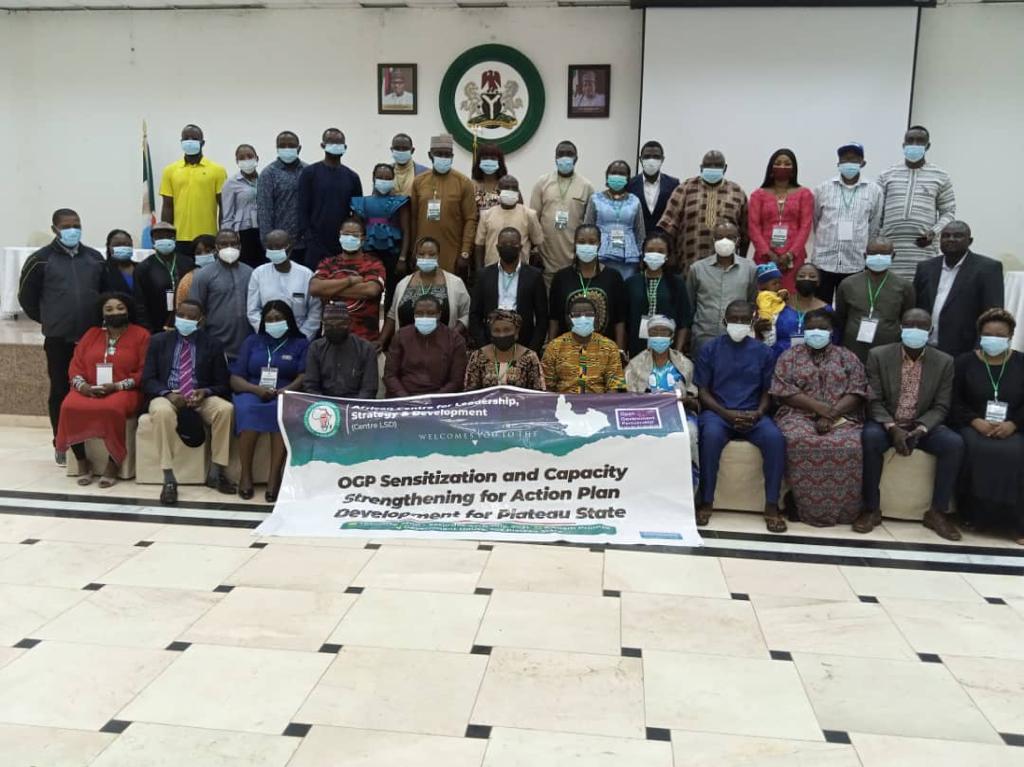 African Centre for Leadership,
Strategy & Development
(Centre LSD)
Open
Government
Partnership
WELCOMES YOU TO THE
OGP Sensitization and Capacity
Strengthening for Action Plan
Development for Plateau State